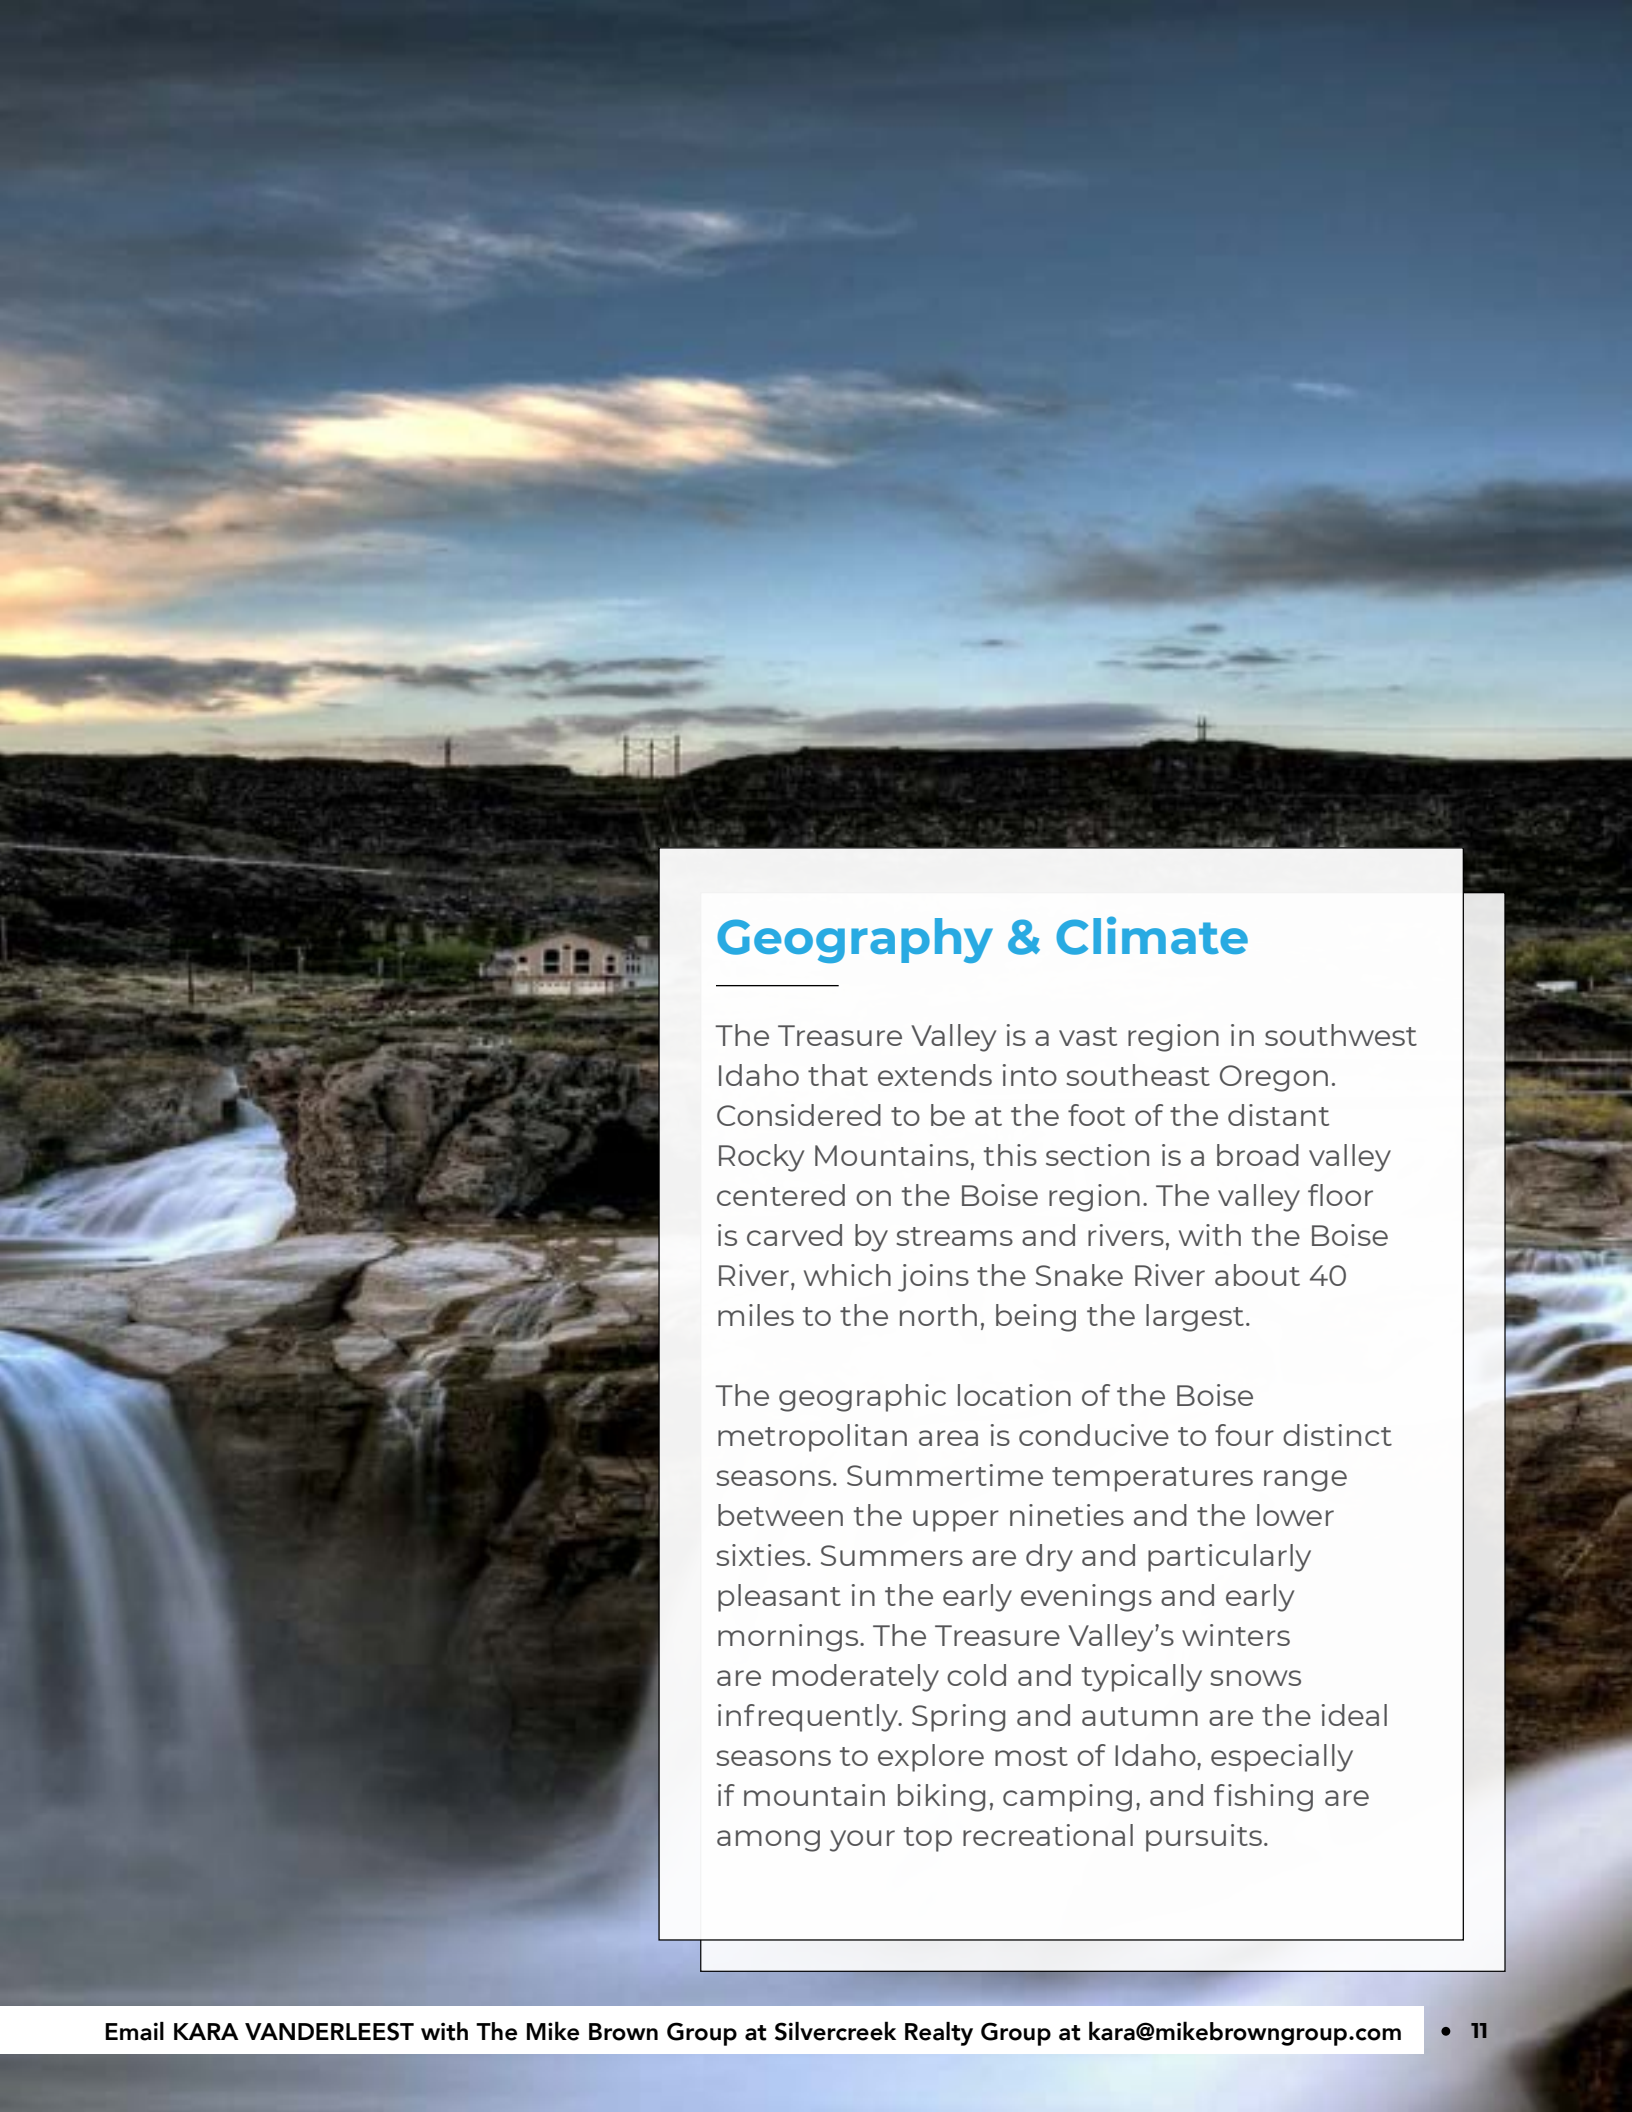 Geography & Climate
The Treasure Valley is a vast region in southwest
Idaho that extends into southeast Oregon.
Considered to be at the foot of the distant
Rocky Mountains, this section is a broad valley
centered on the Boise region. The valley floor
is carved by streams and rivers, with the Boise
River, which joins the Snake River about 40
miles to the north, being the largest.
The geographic location of the Boise
metropolitan area is conducive to four distinct
seasons. Summertime temperatures range
between the upper nineties and the lower
sixties. Summers are dry and particularly
pleasant in the early evenings and early
mornings. The Treasure Valley’s winters
are moderately cold and typically snows
infrequently. Spring and autumn are the ideal
seasons to explore most of Idaho, especially
if mountain biking, camping, and fishing are
among your top recreational pursuits.
Email KARA VANDERLEEST with The Mike Brown Group at Silvercreek Realty Group at kara@mikebrowngroup.com • 11